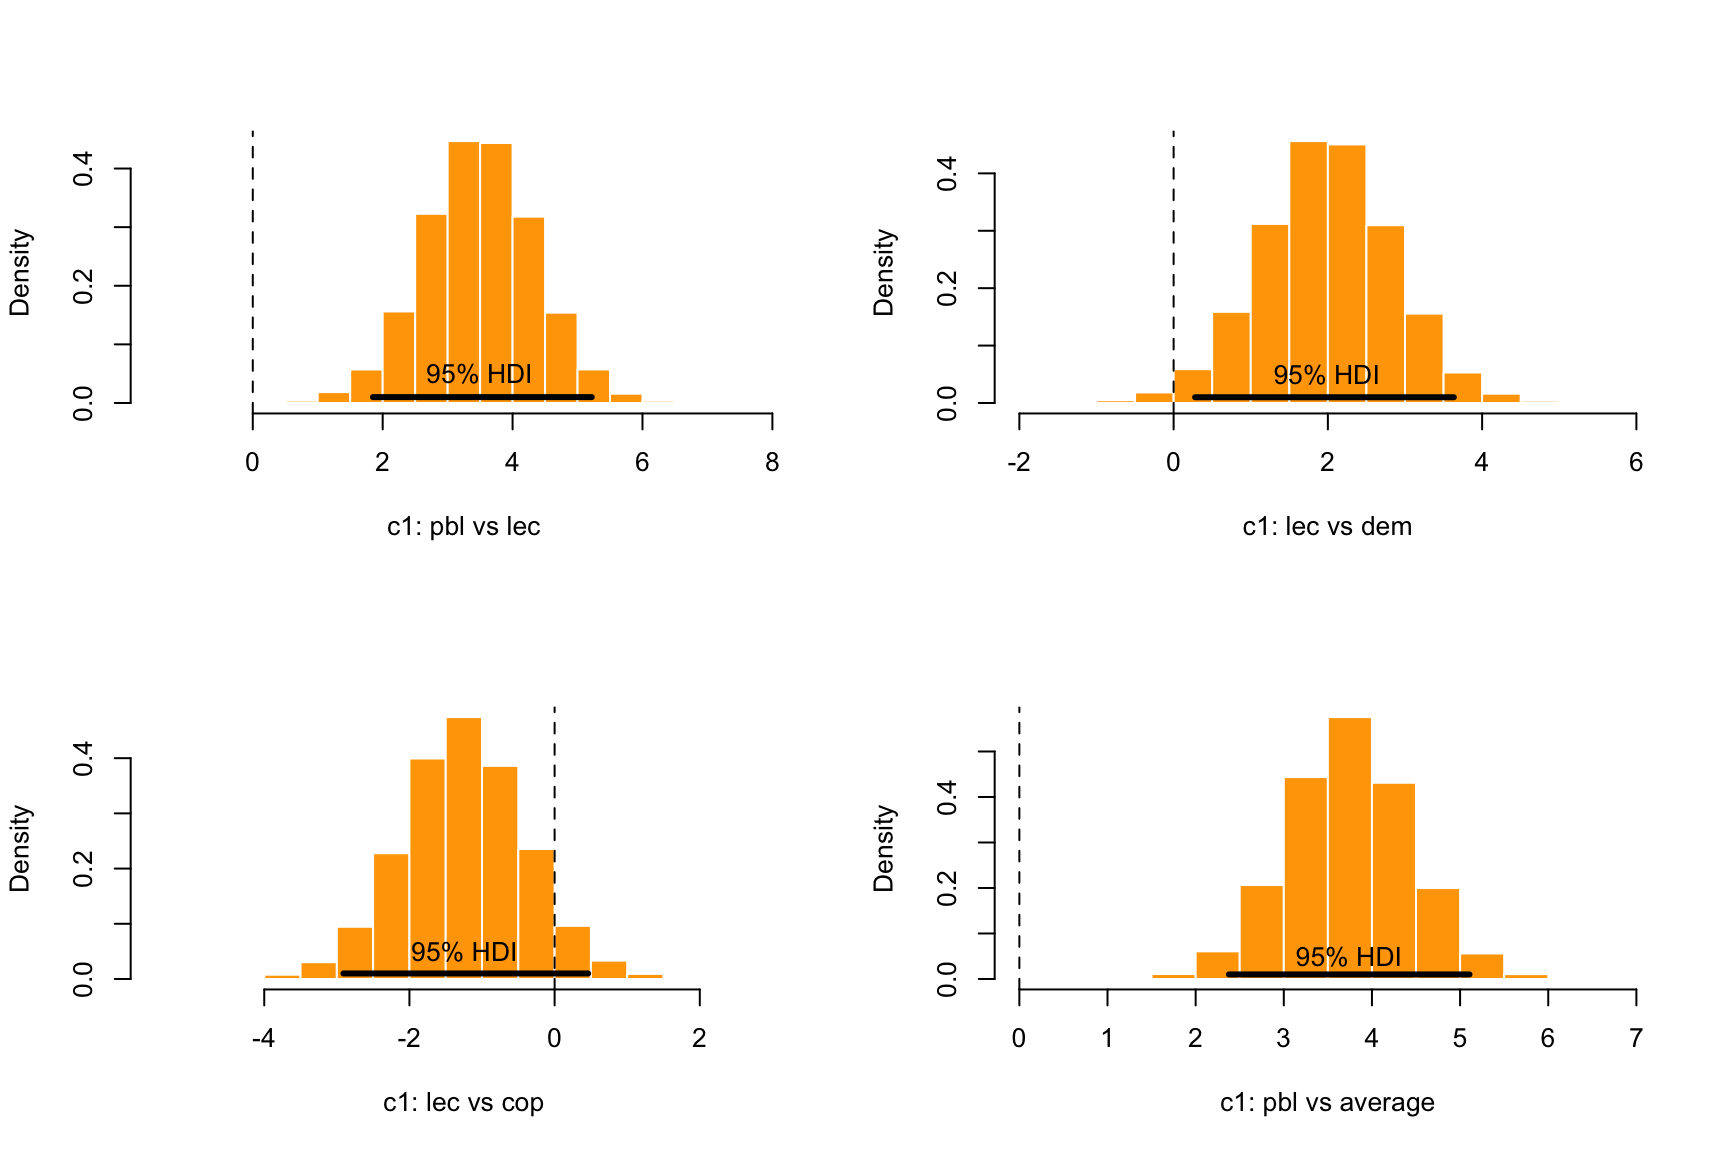 Density
0.0 0.2 0.4
95% HDI
0 2 4 6 8
c1: pbl vs lec
Density
0.0 0.2 0.4
95% HDI
-2 0 2 4 6
c1: lec vs dem
Density
0.0 0.2 0.4
95% HDI
-4 -2 0 2
c1: lec vs cop
Density
0.0 0.2 0.4
95% HDI
0 1 2 3 4 5 6 7
c1: pbl vs average